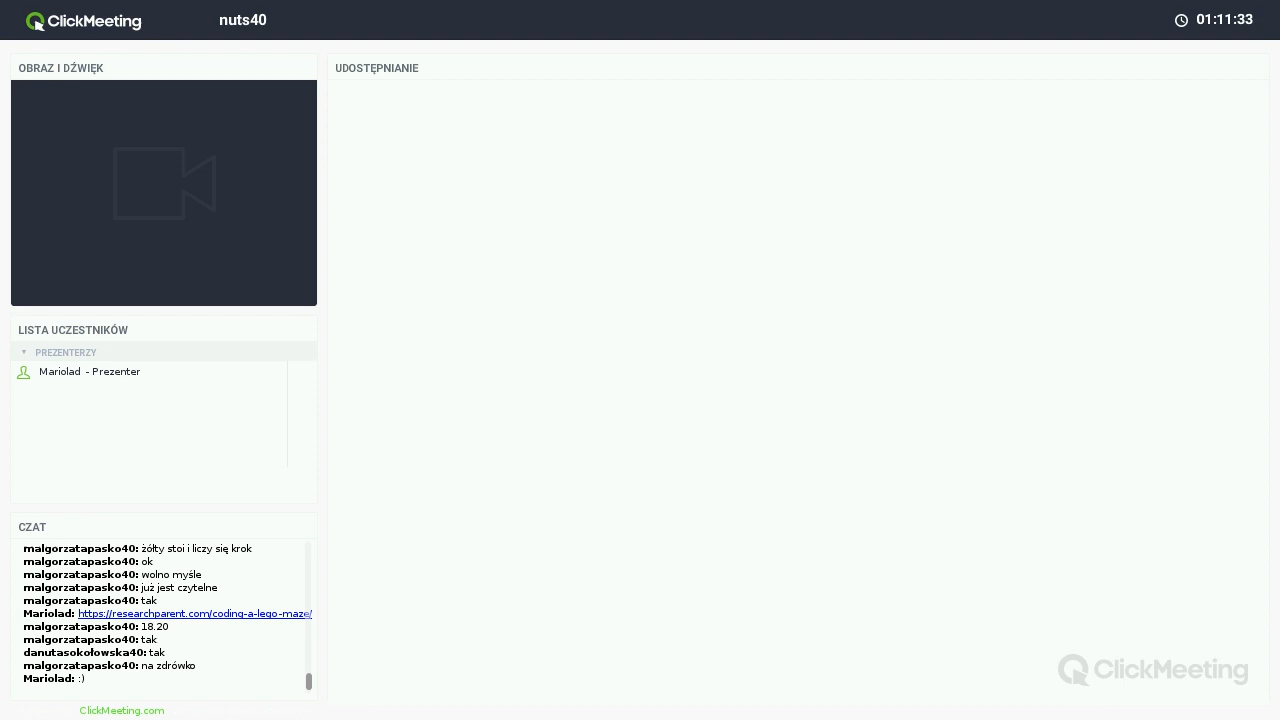 ClickMeeting
nuts40
01:11:33
OBRAZ I DŹWIĘK
UDOSTĘPNIANIE
LISTA UCZESTNIKÓW
PREZENTERZY
Mariolad - Prezenter
CZAT
malgorzatapasko40: żółty stoi i liczy się krok
malgorzatapasko40: ok
malgorzatapasko40: wolno myśle
malgorzatapasko40: już jest czytelne
malgorzatapasko40: tak
Mariolad: https://researchparent.com/coding-a-lego-maze/
malgorzatapasko40: 18.20
malgorzatapasko40: tak
danutasokołowska40: tak
malgorzatapasko40: na zdrówko
Mariolad: :)
ClickMeeting
ClickMeeting.com